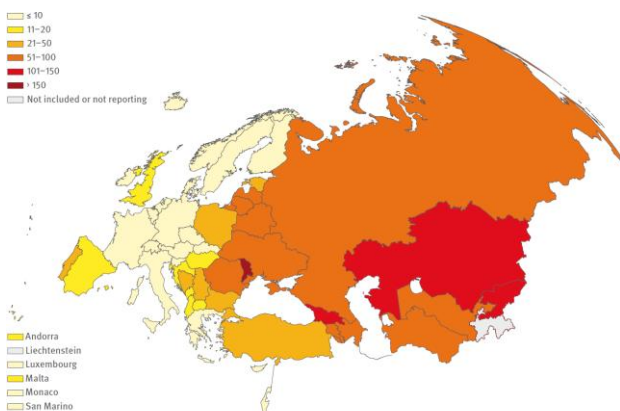 ≤ 10
11–20
21–50
51–100
101–150
> 150
Not included or not reporting
Andorra
Liechtenstein
Luxembourg
Malta
Monaco
San Marino